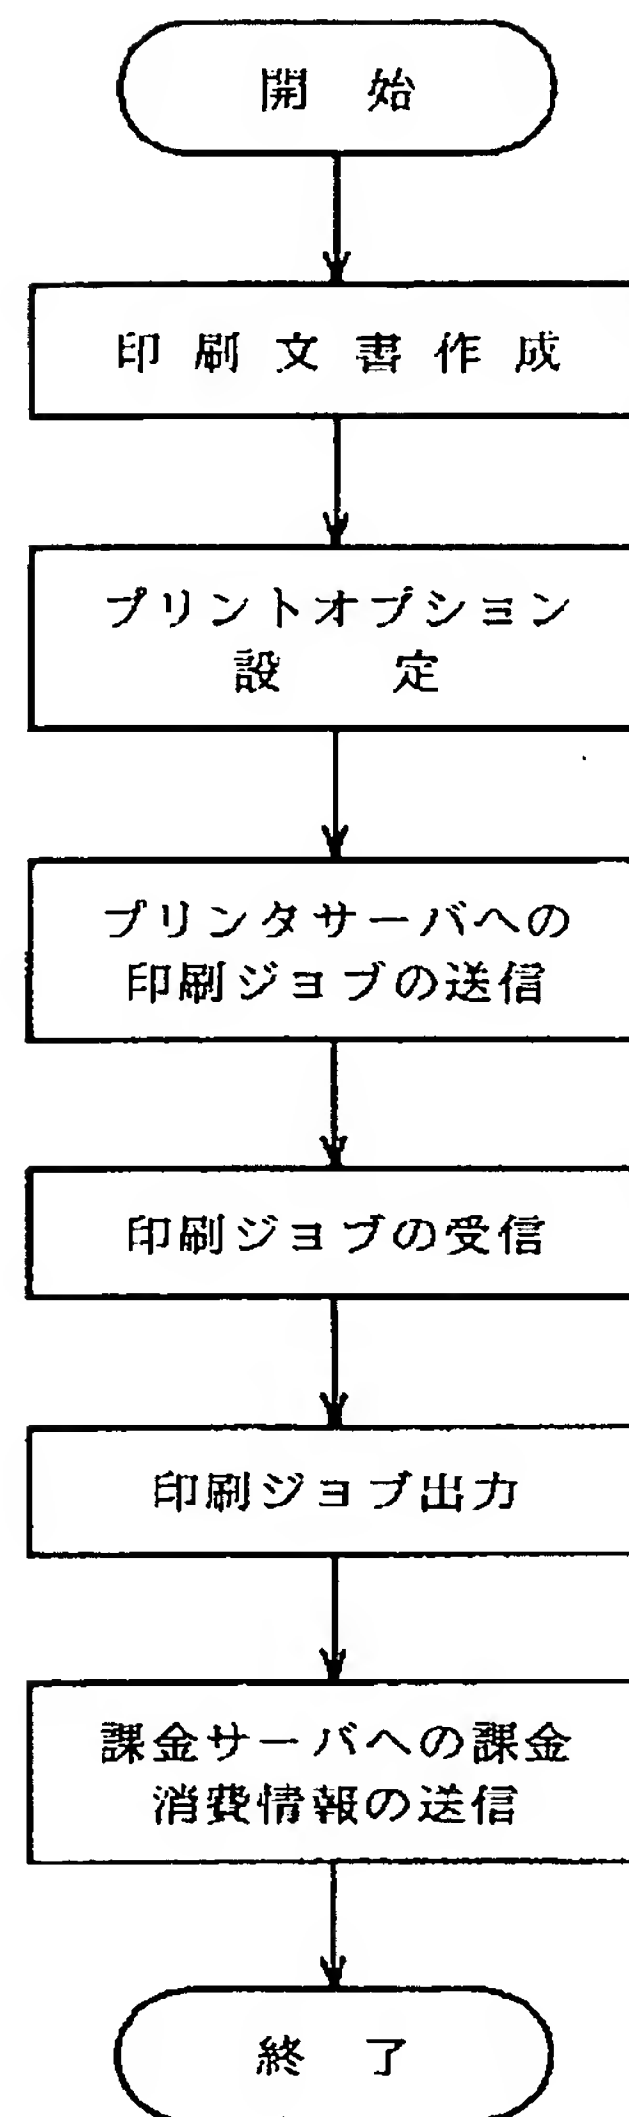 開始
印刷文書作成
プリントオプション
設定
プリンタサーバへの
印刷ジョブの送信
印刷ジョブの受信
印刷ジョブ出力
課金サーバへの課金
消費情報の送信
終了